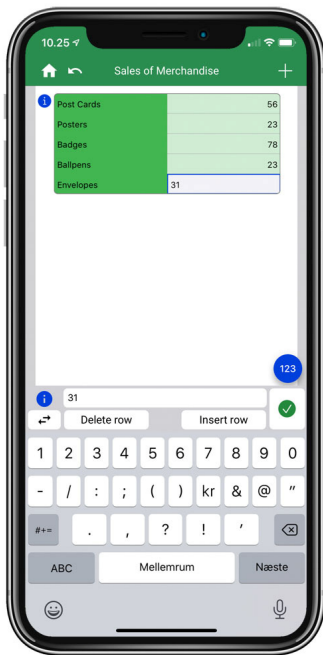 10.25
Sales of Merchandise
Post Cards 56
Posters 23
Badges 78
Ballpens 23
Envelopes 31
123
31
Delete row Insert row
1 2 3 4 5 6 7 8 9 0
- / : ; ( ) kr & @ "
#+= . , ? ! '
ABC Mellemrum Næste